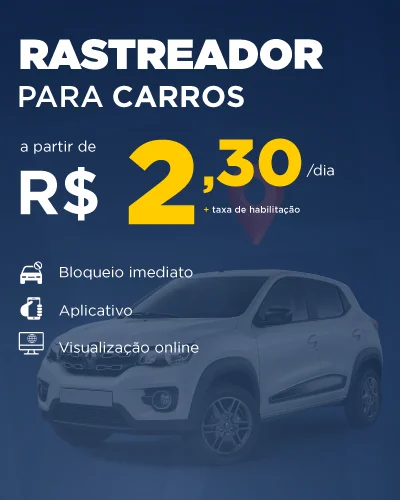 RASTREADOR
PARA CARROS
a partir de
R$ 2,30 /dia
+ taxa de habilitação
Bloqueio imediato
Aplicativo
Visualização online